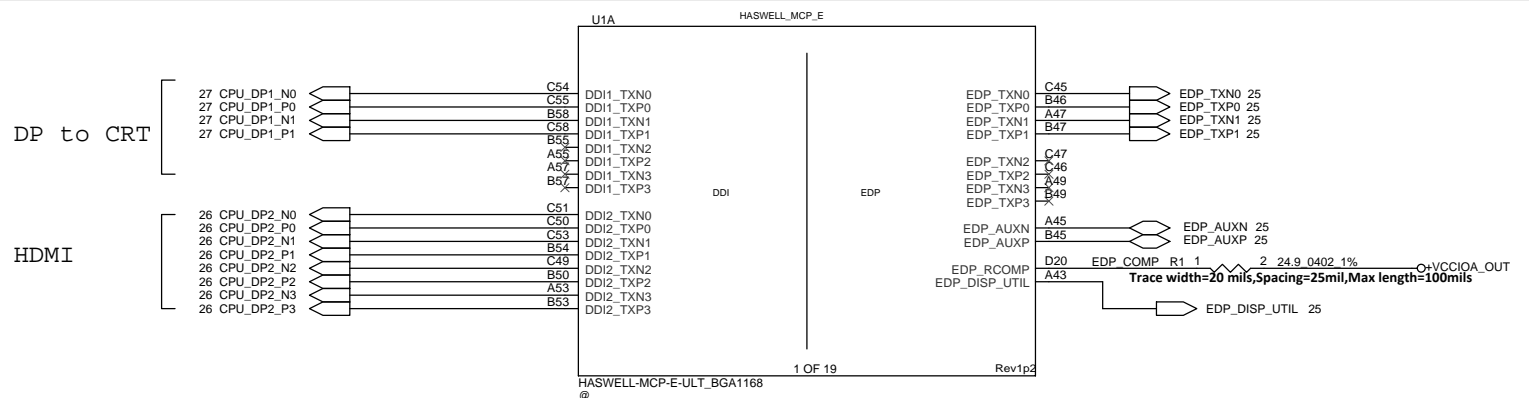 U1A
HASWELL_MCP_E
DP to CRT
27 CPU_DP1_N0 C54 DDI1_TXN0
27 CPU_DP1_P0 C55 DDI1_TXP0
27 CPU_DP1_N1 B58 DDI1_TXN1
27 CPU_DP1_P1 C58 DDI1_TXP1
B55 DDI1_TXN2
A55 DDI1_TXP2
A57 DDI1_TXN3
B57 DDI1_TXP3
HDMI
26 CPU_DP2_N0 C51 DDI2_TXN0
26 CPU_DP2_P0 C50 DDI2_TXP0
26 CPU_DP2_N1 C53 DDI2_TXN1
26 CPU_DP2_P1 B54 DDI2_TXP1
26 CPU_DP2_N2 C49 DDI2_TXN2
26 CPU_DP2_P2 B50 DDI2_TXP2
26 CPU_DP2_N3 A53 DDI2_TXN3
26 CPU_DP2_P3 B53 DDI2_TXP3
DDI
EDP
EDP_TXN0 C45 EDP_TXN0 25
EDP_TXP0 B46 EDP_TXP0 25
EDP_TXN1 A47 EDP_TXN1 25
EDP_TXP1 B47 EDP_TXP1 25
EDP_TXN2 C47
EDP_TXP2 C46
EDP_TXN3 A49
EDP_TXP3 B49
EDP_AUXN A45 EDP_AUXN 25
EDP_AUXP B45 EDP_AUXP 25
EDP_RCOMP D20 EDP_COMP R1 1 2 24.9_0402_1% +VCCIOA_OUT
EDP_DISP_UTIL A43
Trace width=20 mils,Spacing=25mil,Max length=100mils
EDP_DISP_UTIL 25
1 OF 19
Rev1p2
HASWELL-MCP-E-ULT_BGA1168
@